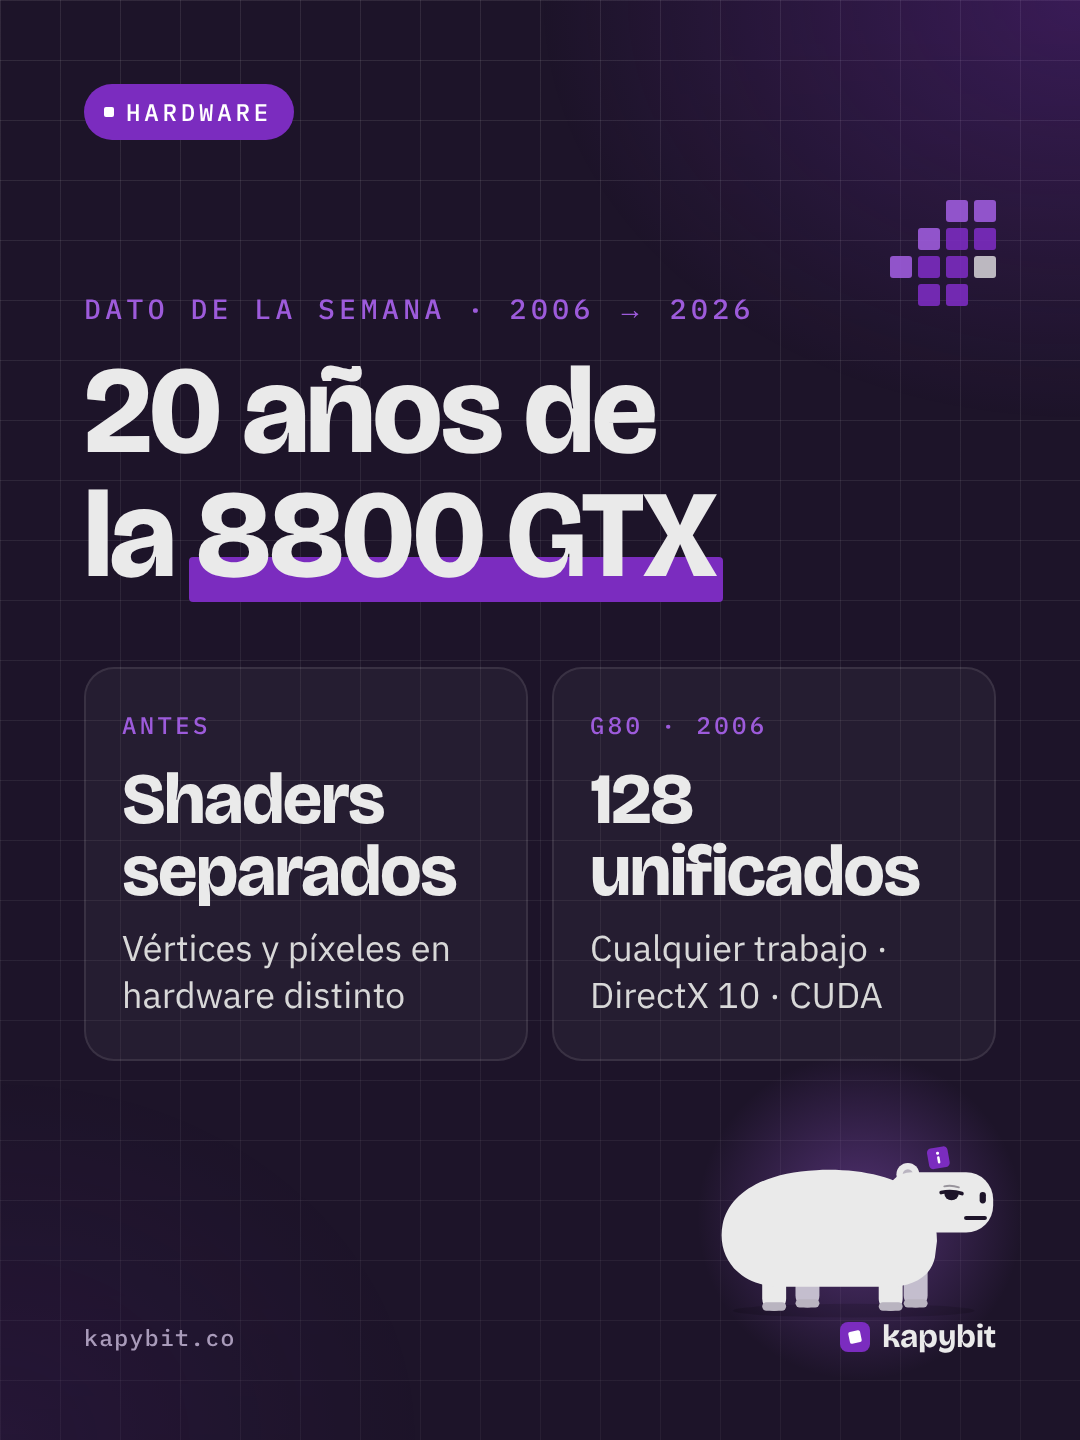 HARDWARE
DATO DE LA SEMANA · 2006 → 2026
20 años de
la 8800 GTX
ANTES
Shaders
separados
Vértices y píxeles en
hardware distinto
G80 · 2006
128
unificados
Cualquier trabajo ·
DirectX 10 · CUDA
i
kapybit.co
kapybit